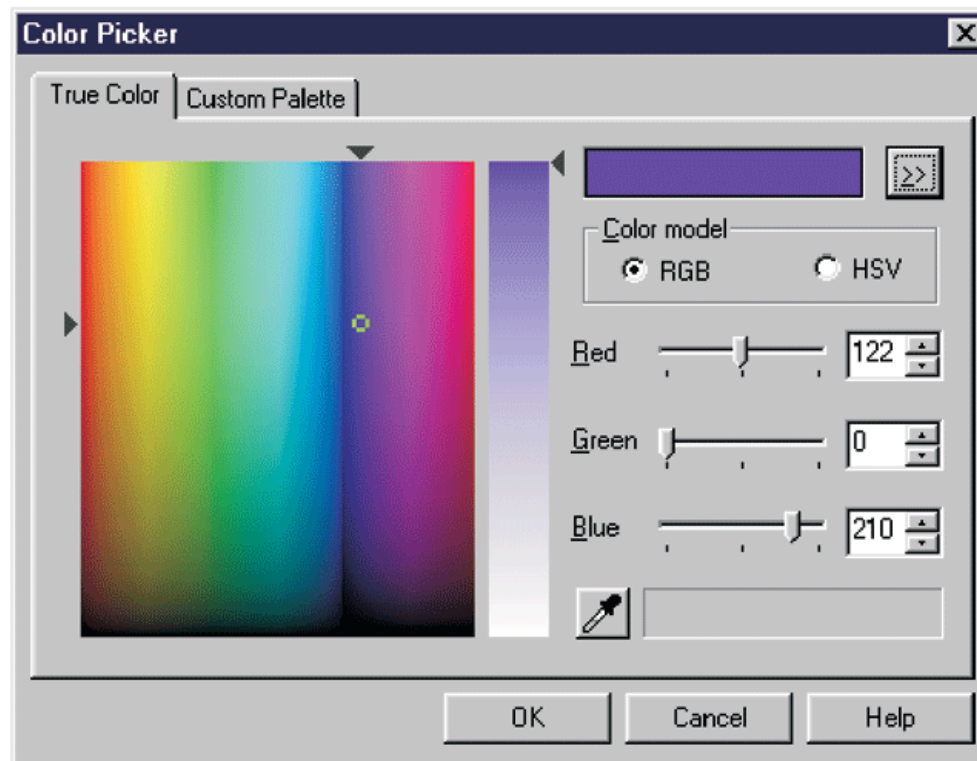 Color Picker
True Color Custom Palette
>>
Color model
RGB HSV
Red 122
Green 0
Blue 210
OK Cancel Help